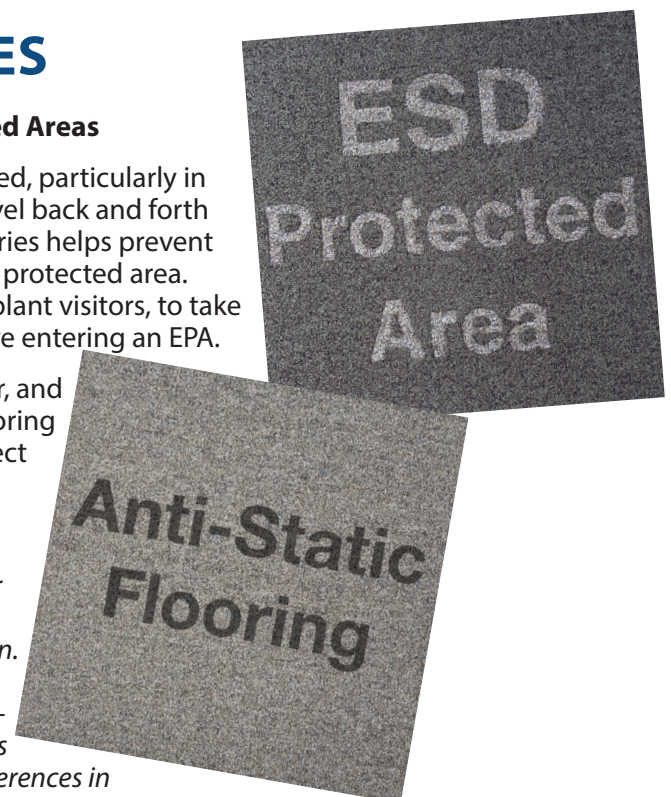 ES
ed Areas
ed, particularly in
vel back and forth
ries helps prevent
protected area.
plant visitors, to take
e entering an EPA.
r, and
oring
ect
n.
s
erences in
ESD
Protected
Area
Anti-Static
Flooring